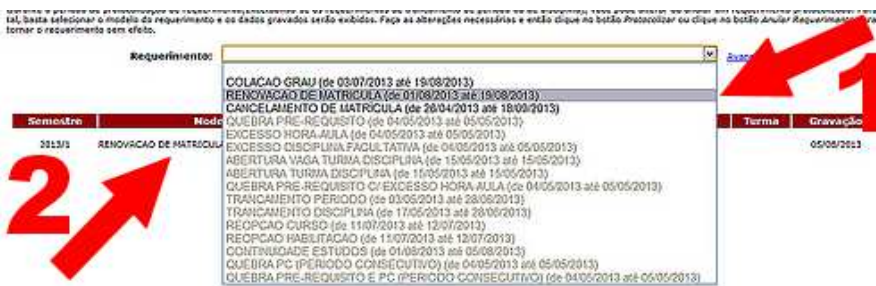 tal, basta selecionar o modelo do requerimento e os dados gravados serão exibidos. Faça as alterações necessárias e então clique no botão Protocolizar ou clique no botão Anular Requerimento para
tornar o requerimento sem efeito.
Requerimento:
COLACAO GRAU (de 03/07/2013 até 19/08/2013)
RENOVACAO DE MATRICULA (de 01/08/2013 até 19/08/2013)
CANCELAMENTO DE MATRICULA (de 26/04/2013 até 18/09/2013)
QUEBRA PRE-REQUISITO (de 04/05/2013 até 05/05/2013)
EXCESSO HORA-AULA (de 04/05/2013 até 05/05/2013)
EXCESSO DISCIPLINA FACULTATIVA (de 04/05/2013 até 05/05/2013)
ABERTURA VAGA TURMA DISCIPLINA (de 15/05/2013 até 15/05/2013)
ABERTURA TURMA DISCIPLINA (de 15/05/2013 até 15/05/2013)
QUEBRA PRE-REQUISITO C/ EXCESSO HORA-AULA (de 04/05/2013 até 05/05/2013)
TRANCAMENTO PERIODO (de 03/05/2013 até 28/06/2013)
TRANCAMENTO DISCIPLINA (de 17/05/2013 até 28/06/2013)
REOPCAO CURSO (de 11/07/2013 até 12/07/2013)
REOPCAO HABILITACAO (de 11/07/2013 até 12/07/2013)
CONTINUIDADE ESTUDOS (de 01/08/2013 até 05/08/2013)
QUEBRA PC (PERIODO CONSECUTIVO) (de 04/05/2013 até 05/05/2013)
QUEBRA PRE-REQUISITO E PC (PERIODO CONSECUTIVO) (de 04/05/2013 até 05/05/2013)
1
Semestre Mode Turma Gravação
2013/1 RENOVACAO DE MATRICULA 05/08/2013
2